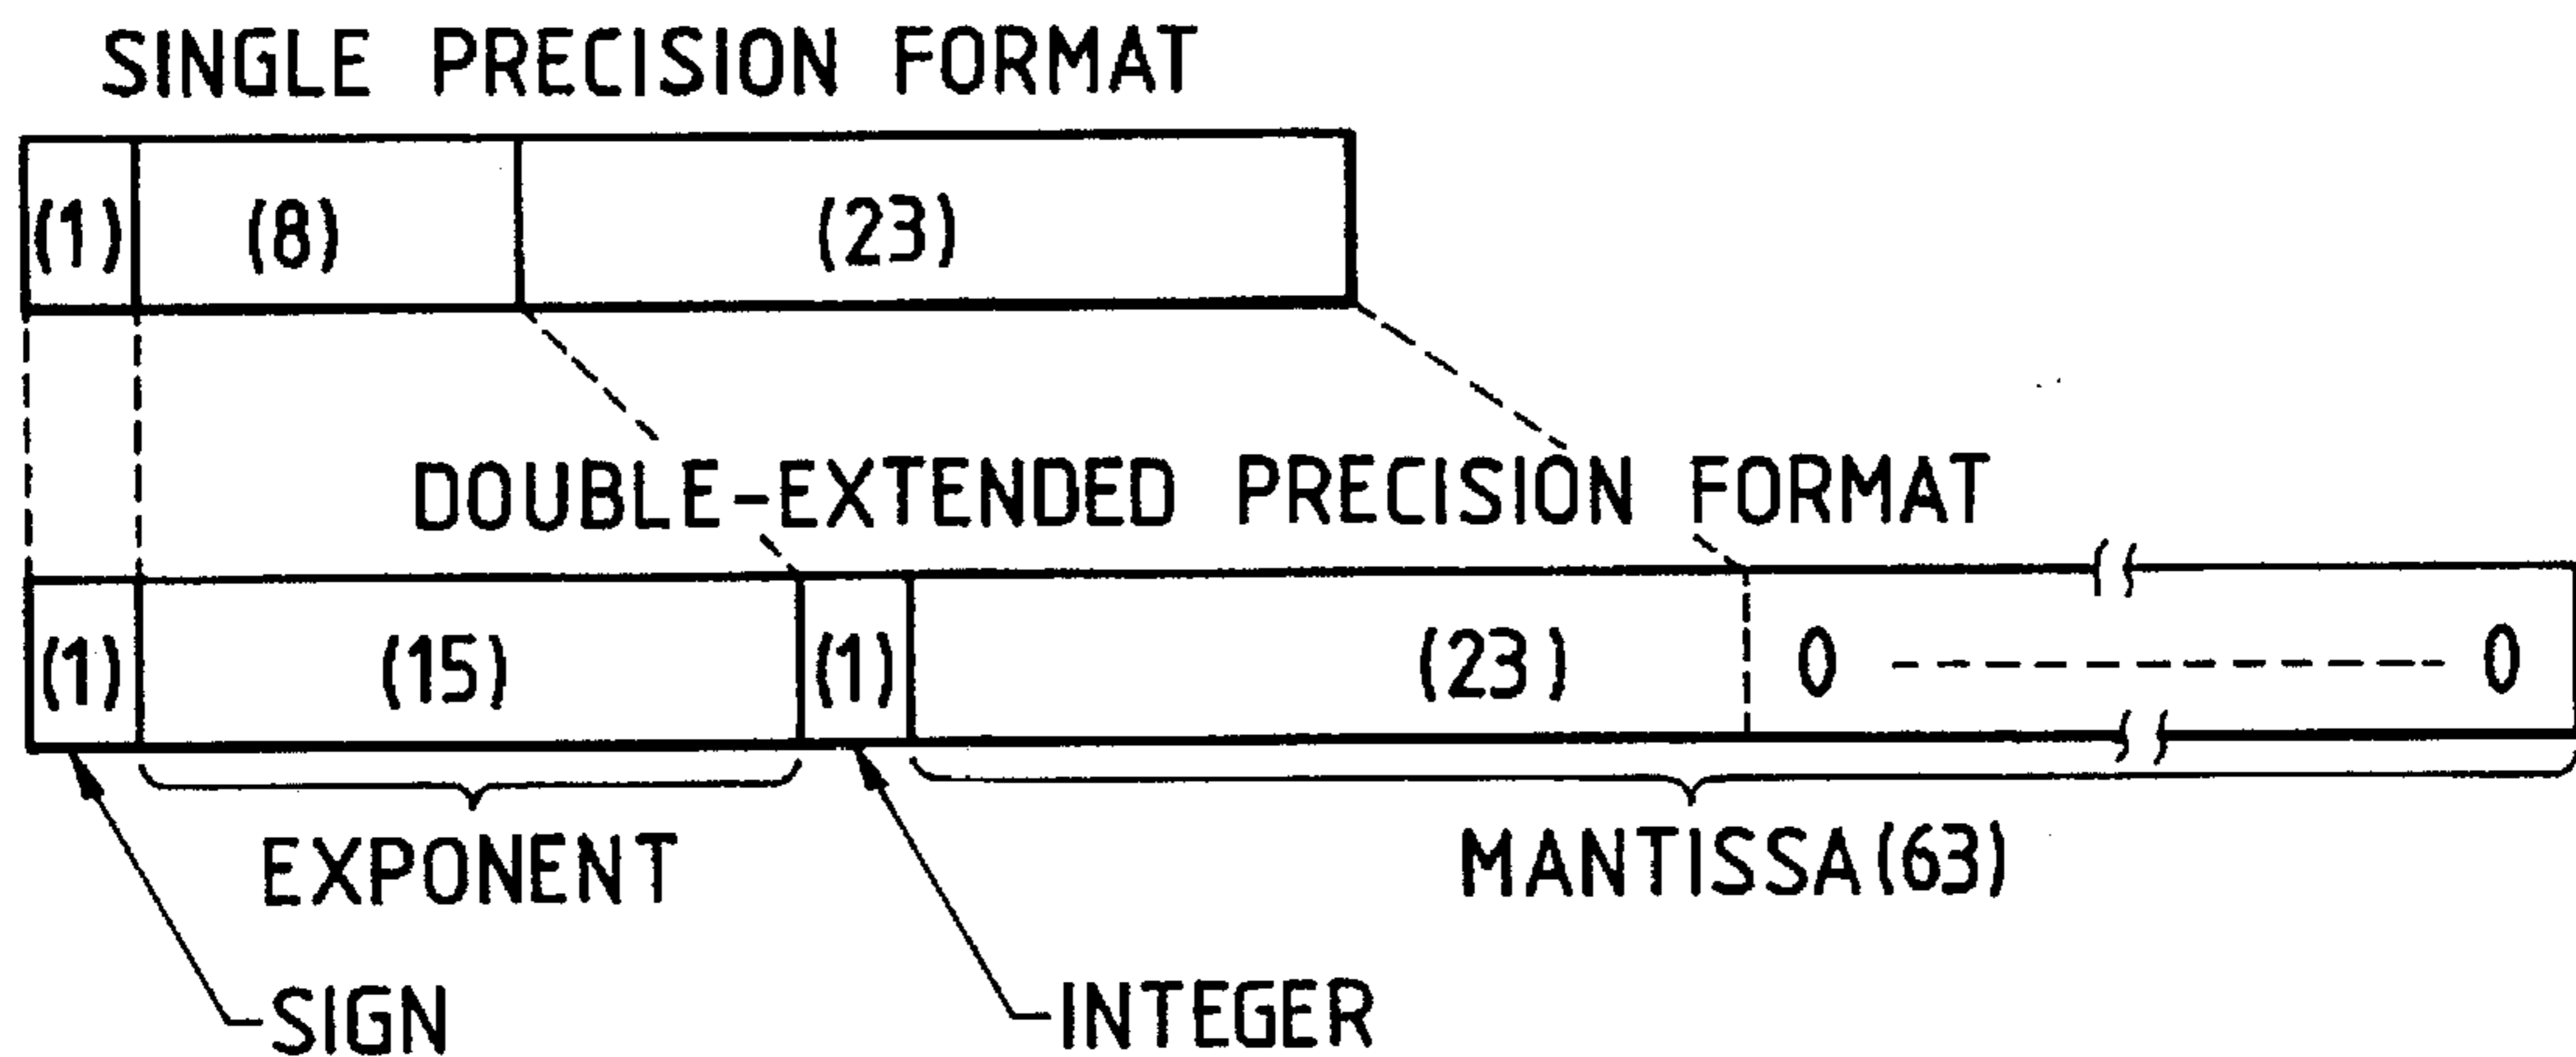 SINGLE PRECISION FORMAT
(1) (8) (23)
DOUBLE-EXTENDED PRECISION FORMAT
(1) (15) (1) (23) 0 0
EXPONENT MANTISSA(63)
SIGN INTEGER